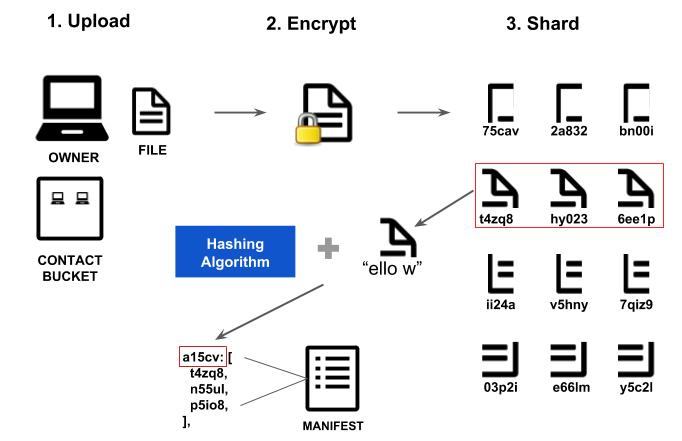 1. Upload
2. Encrypt
3. Shard
OWNER
FILE
75cav
2a832
bn00i
CONTACT
BUCKET
t4zq8
hy023
6ee1p
Hashing
Algorithm
“ello w”
ii24a
v5hny
7qiz9
a15cv: [
t4zq8,
n55ul,
p5io8,
],
MANIFEST
03p2i
e66lm
y5c2l